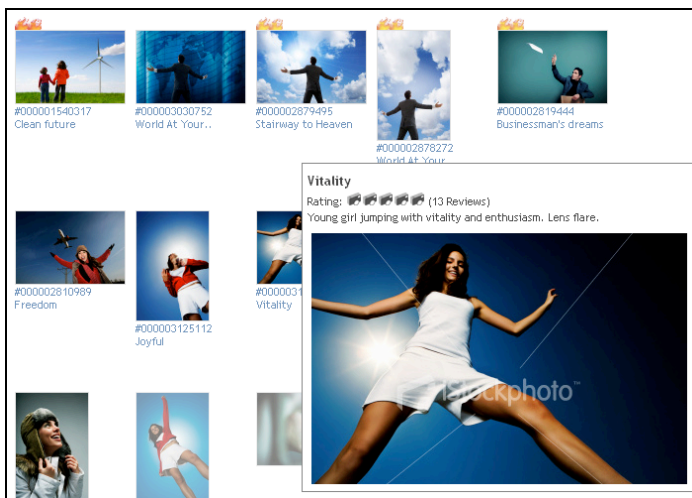 #000001540317
Clean future
#000003030752
World At Your..
#000002879495
Stairway to Heaven
#000002878272
World At Your
#000002819444
Businessman's dreams
Vitality
Rating: (13 Reviews)
Young girl jumping with vitality and enthusiasm. Lens flare.
iStockphoto™
#000002810989
Freedom
#000003125112
Joyful
Vitality